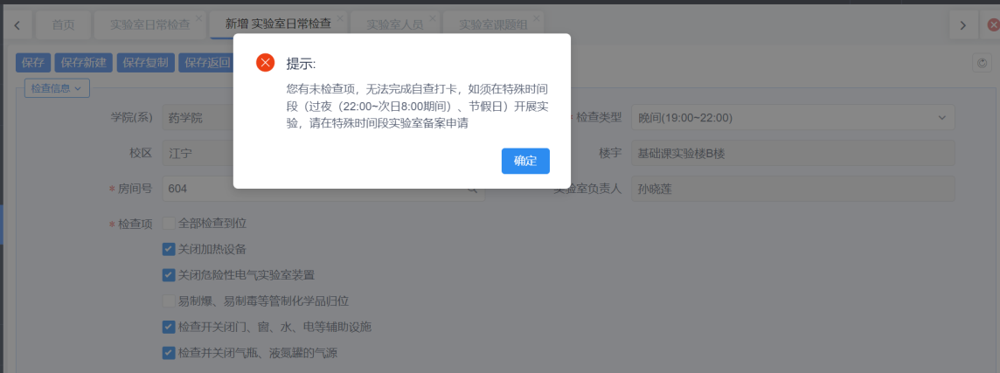 首页
实验室日常检查
新增 实验室日常检查
实验室人员
实验室课题组
保存
保存新建
保存复制
保存返回
检查信息
提示:
您有未检查项，无法完成自查打卡，如须在特殊时间
段（过夜（22:00~次日8:00期间）、节假日）开展实
验，请在特殊时间段实验室备案申请
确定
学院(系) 药学院
检查类型 晚间(19:00~22:00)
校区 江宁
楼宇 基础课实验楼B楼
* 房间号 604
实验室负责人 孙晓莲
* 检查项 全部检查到位
关闭加热设备
关闭危险性电气实验室装置
易制爆、易制毒等管制化学品归位
检查开关闭门、窗、水、电等辅助设施
检查并关闭气瓶、液氮罐的气源